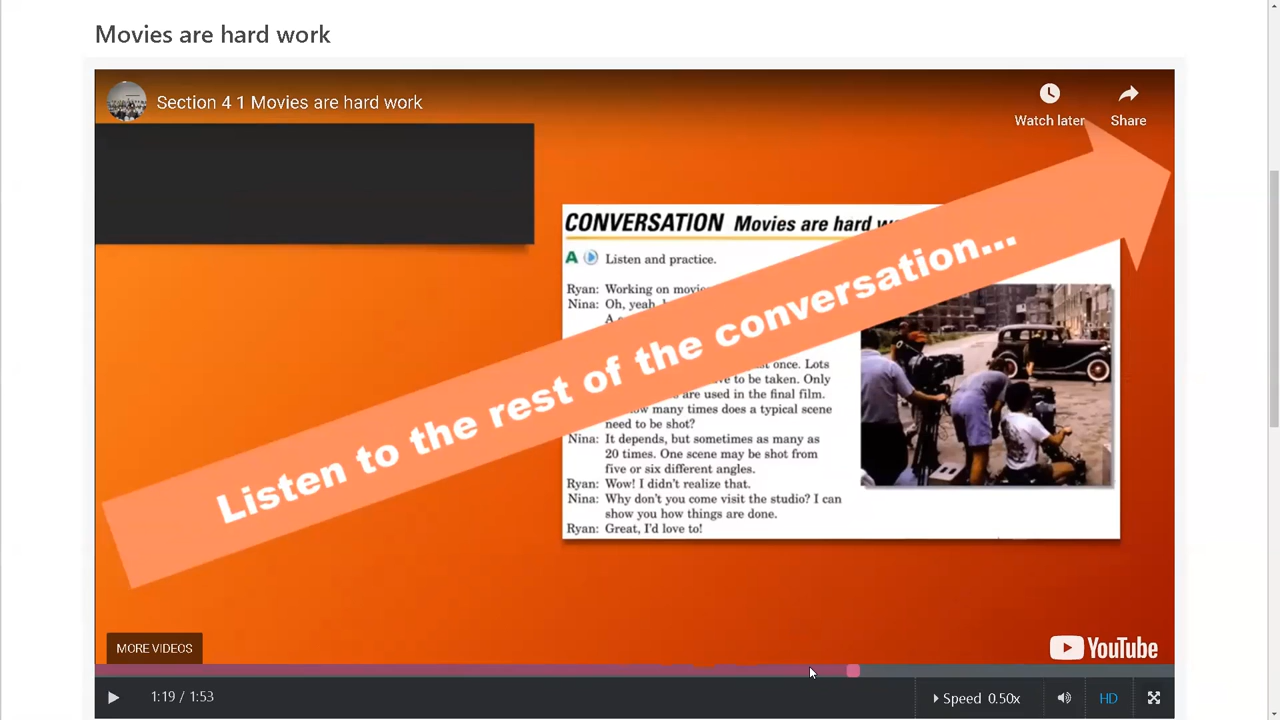 Movies are hard work
Section 4 1 Movies are hard work
Watch later
Share
CONVERSATION Movies are hard
A Listen and practice.
Listen to the rest of the conversation...
Ryan: Working on
Nina: Oh, yeah.
once. Lots
to be taken. Only
are used in the final film.
many times does a typical scene
need to be shot?
Nina: It depends, but sometimes as many as
20 times. One scene may be shot from
five or six different angles.
Ryan: Wow! I didn't realize that.
Nina: Why don't you come visit the studio? I can
show you how things are done.
Ryan: Great, I'd love to!
MORE VIDEOS
YouTube
1:19 / 1:53
Speed 0.50x
HD